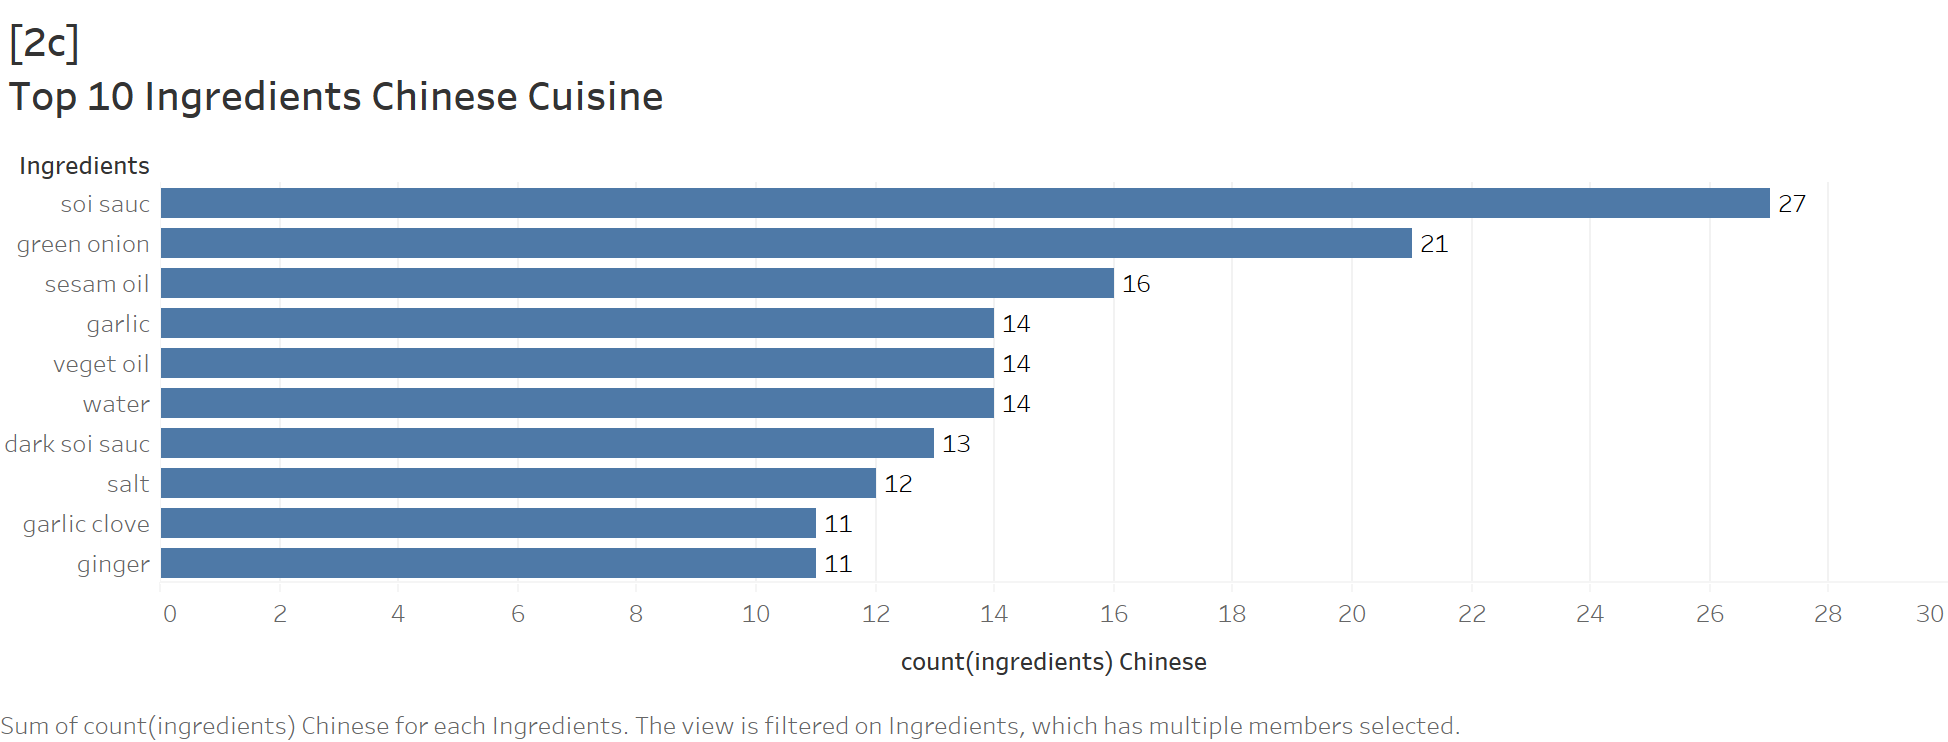 [2c]
Top 10 Ingredients Chinese Cuisine
Ingredients
soi sauc 27
green onion 21
sesam oil 16
garlic 14
veget oil 14
water 14
dark soi sauc 13
salt 12
garlic clove 11
ginger 11
0 2 4 6 8 10 12 14 16 18 20 22 24 26 28 30
count(ingredients) Chinese
Sum of count(ingredients) Chinese for each Ingredients. The view is filtered on Ingredients, which has multiple members selected.